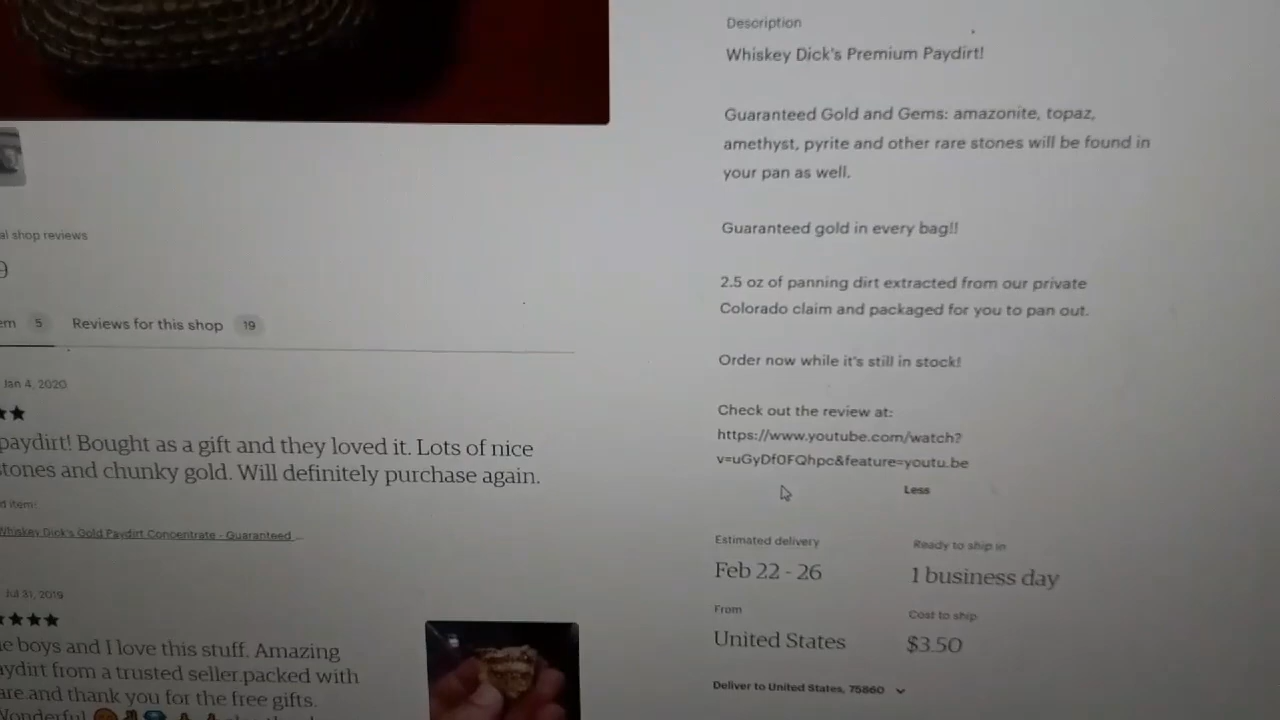 Description
Whiskey Dick's Premium Paydirt!
Guaranteed Gold and Gems: amazonite, topaz,
amethyst, pyrite and other rare stones will be found in
your pan as well.
Guaranteed gold in every bag!!
2.5 oz of panning dirt extracted from our private
Colorado claim and packaged for you to pan out.
Order now while it's still in stock!
Check out the review at:
https://www.youtube.com/watch?
v=uGyDf0FQhpc&feature=youtu.be
Less
Estimated delivery
Feb 22 - 26
Ready to ship in
1 business day
From
United States
Cost to ship
$3.50
Deliver to United States, 75860
al shop reviews
9
em 5 Reviews for this shop 19
Jan 4, 2020
paydirt! Bought as a gift and they loved it. Lots of nice
tones and chunky gold. Will definitely purchase again.
d item:
Whiskey Dick's Gold Paydirt Concentrate - Guaranteed ...
Jul 31, 2019
e boys and I love this stuff. Amazing
aydirt from a trusted seller.packed with
are.and thank you for the free gifts.
Wonderful